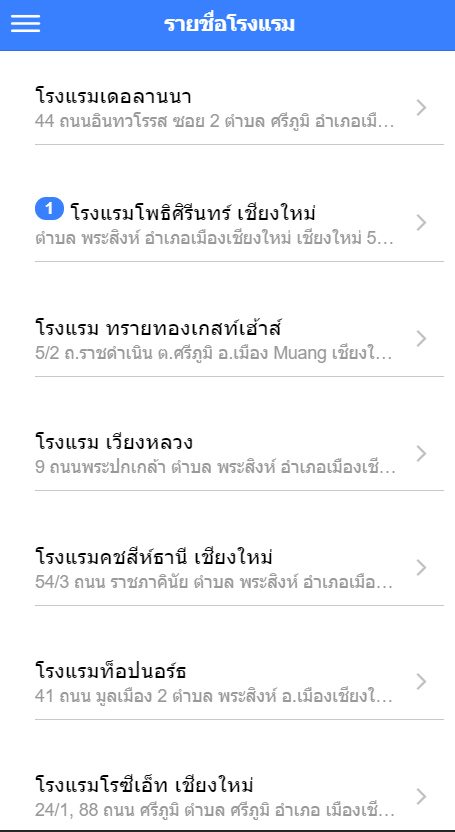 รายชื่อโรงแรม
โรงแรมเดอลานนา
44 ถนนอินทวโรรส ซอย 2 ตำบล ศรีภูมิ อำเภอเมื...
1 โรงแรมโพธิศิรีนทร์ เชียงใหม่
ตำบล พระสิงห์ อำเภอเมืองเชียงใหม่ เชียงใหม่ 5...
โรงแรม ทรายทองเกสท์เฮ้าส์
5/2 ถ.ราชดำเนิน ต.ศรีภูมิ อ.เมือง Muang เชียงใ...
โรงแรม เวียงหลวง
9 ถนนพระปกเกล้า ตำบล พระสิงห์ อำเภอเมืองเชี...
โรงแรมคชสีห์ธานี เชียงใหม่
54/3 ถนน ราชภาคินัย ตำบล พระสิงห์ อำเภอเมือ...
โรงแรมท็อปนอร์ธ
41 ถนน มูลเมือง 2 ตำบล พระสิงห์ อ.เมืองเชียงใ...
โรงแรมโรซีเอ็ท เชียงใหม่
24/1, 88 ถนน ศรีภูมิ ตำบล ศรีภูมิ อำเภอ เมืองเชี...